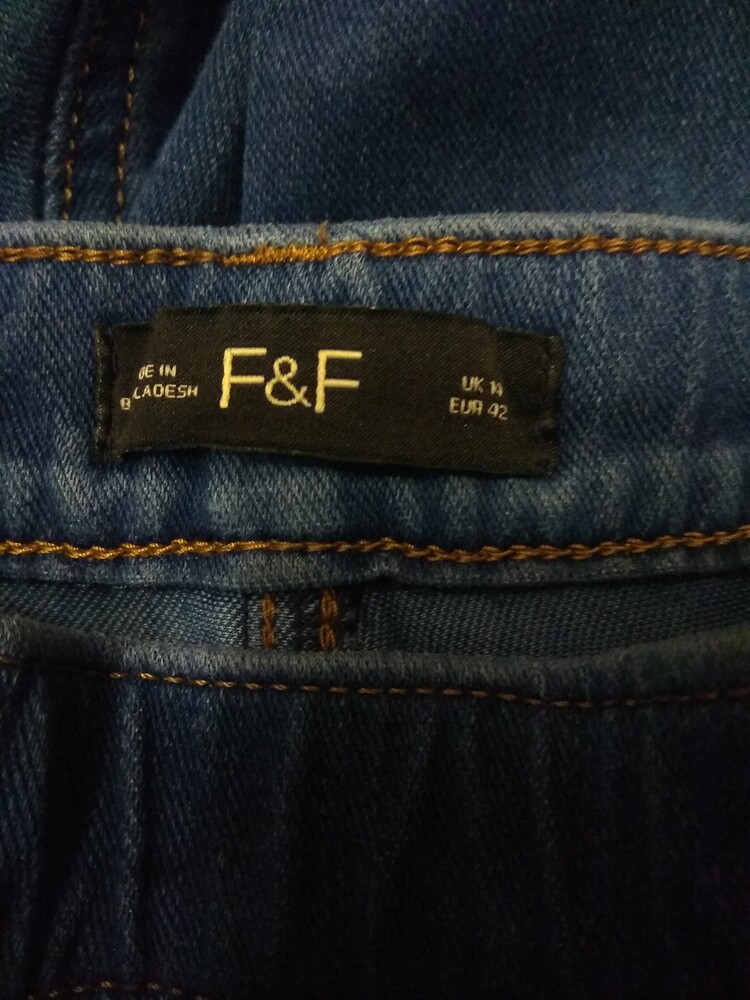 DE IN
LADESH
F&F
UK 14
EUR 42